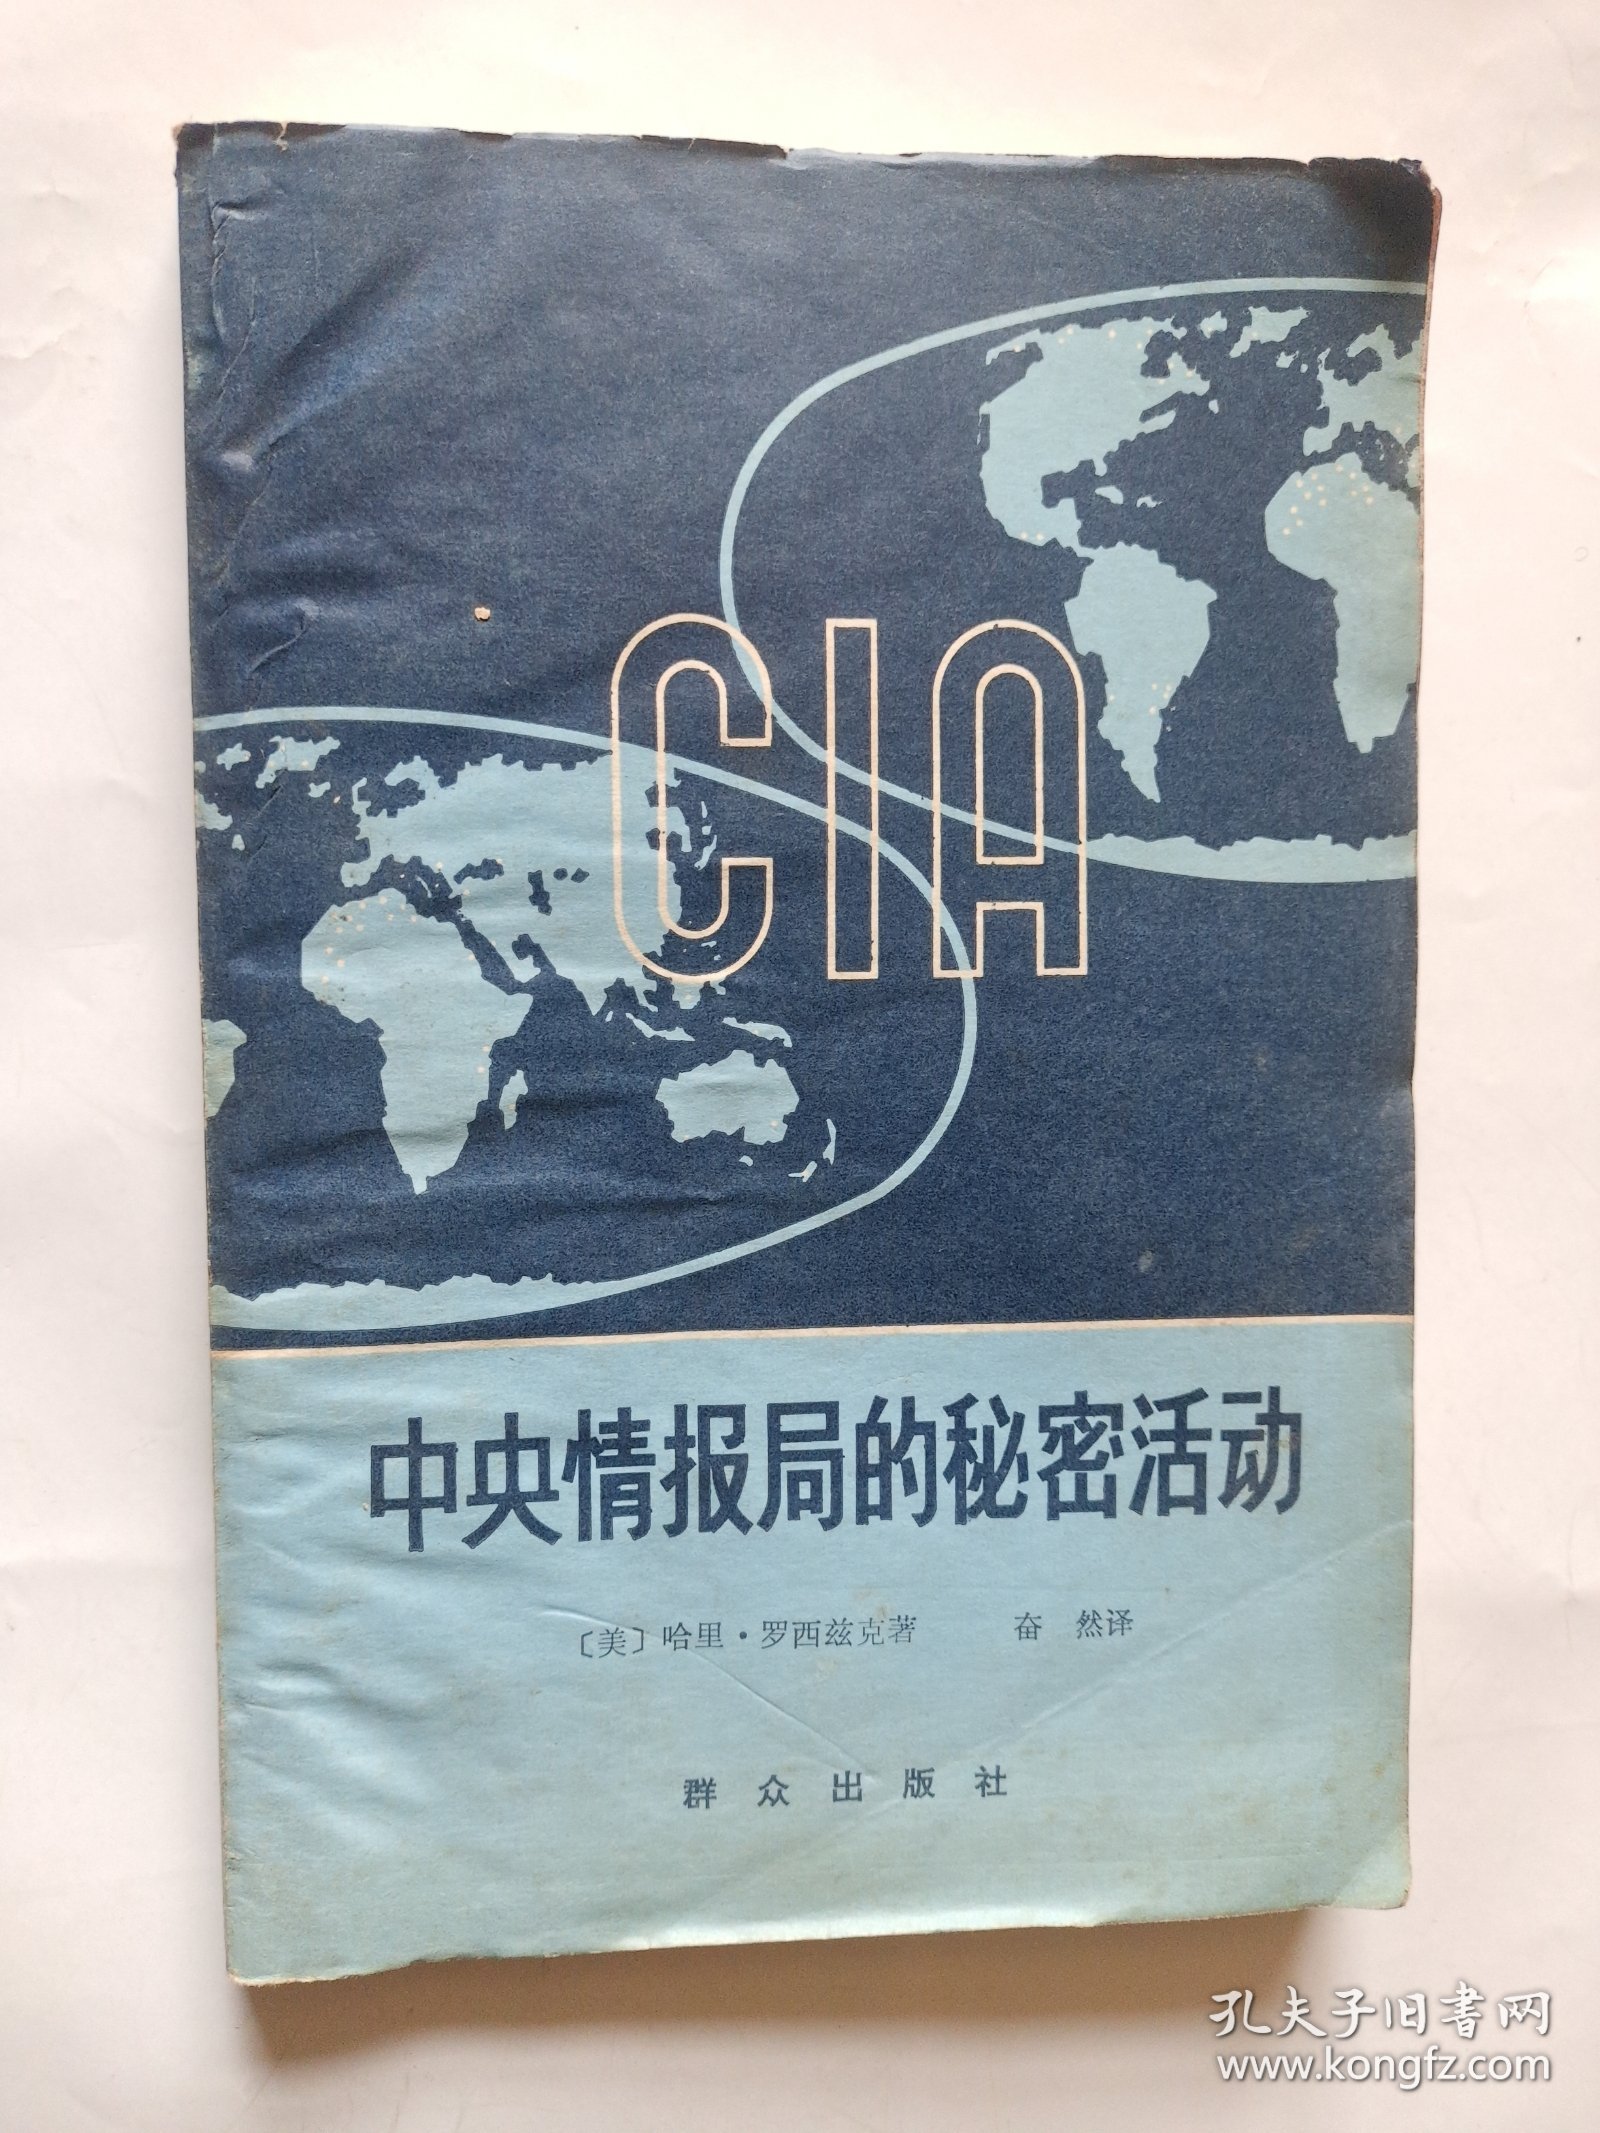 CIA
中央情报局的秘密活动
〔美〕哈里·罗西兹克著 奋 然译
群众出版社
孔夫子旧书网
www.kongfz.com